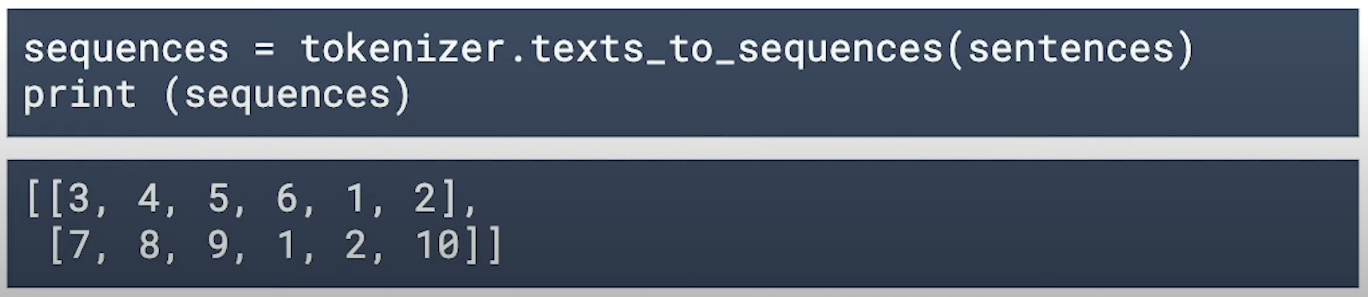 sequences = tokenizer.texts_to_sequences(sentences)
print (sequences)
[[3, 4, 5, 6, 1, 2],
[7, 8, 9, 1, 2, 10]]